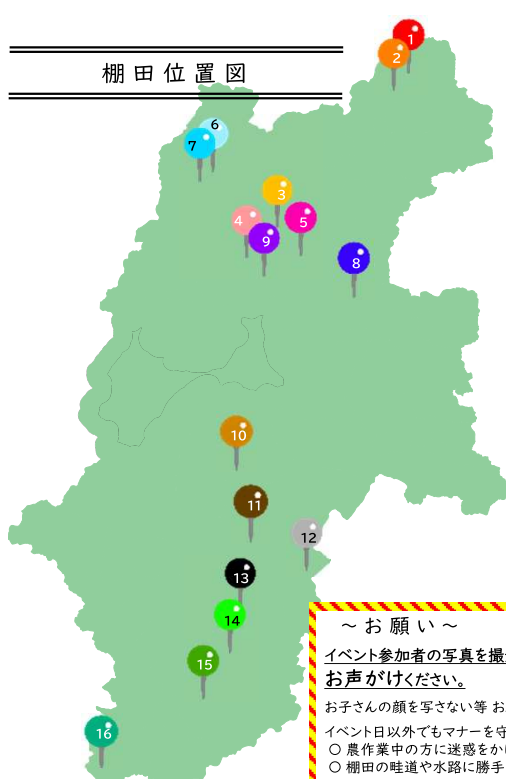 棚田位置図
1
2
6
7
3
4
5
9
8
10
11
12
13
14
15
16
～お願い～
イベント参加者の写真を撮
お声がけください。
お子さんの顔を写さない等 お
イベント日以外でもマナーを守
○ 農作業中の方に迷惑をか
○ 棚田の畦道や水路に勝手